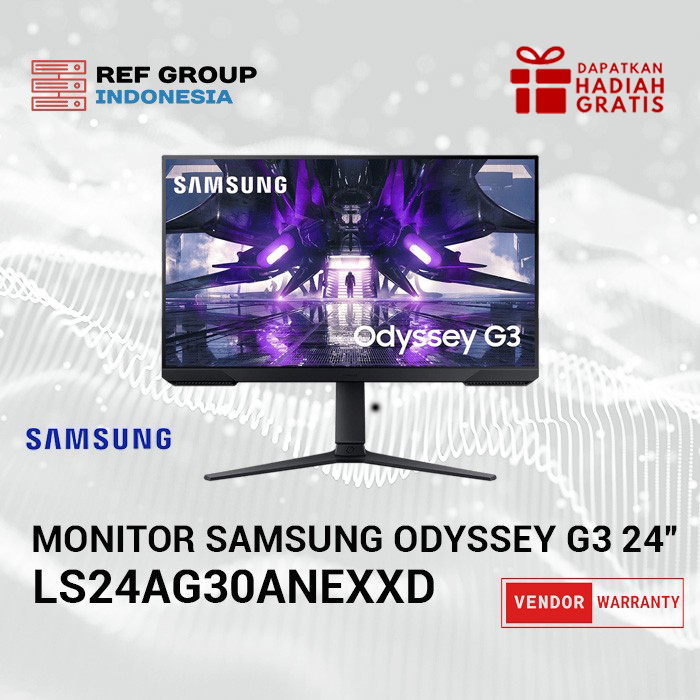 REF GROUP
INDONESIA
DAPATKAN
HADIAH
GRATIS
SAMSUNG
Odyssey G3
SAMSUNG
MONITOR SAMSUNG ODYSSEY G3 24"
LS24AG30ANEXXD
VENDOR WARRANTY